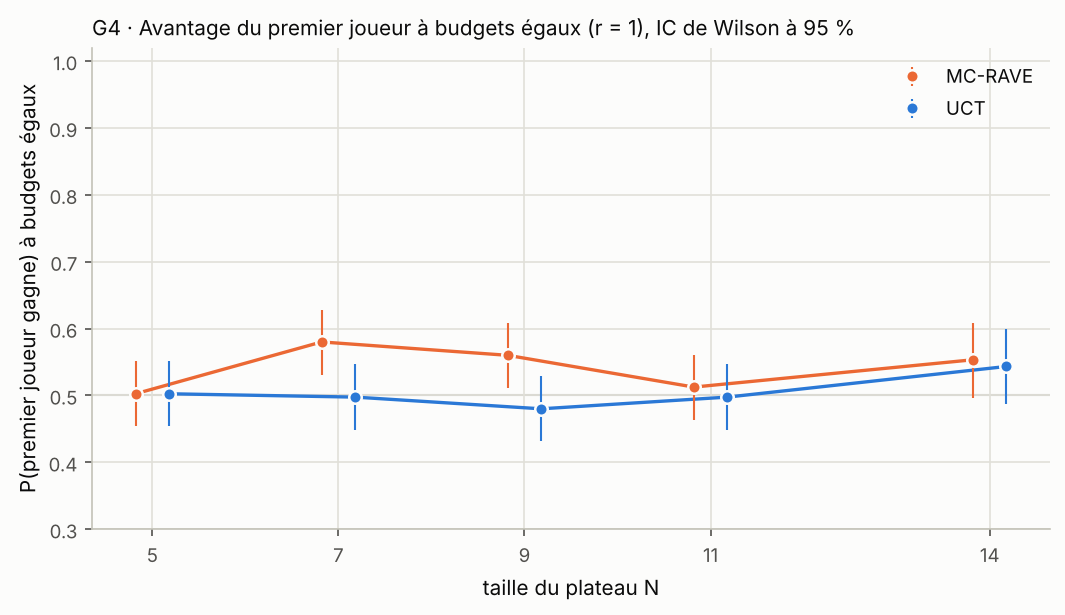 G4 · Avantage du premier joueur à budgets égaux (r = 1), IC de Wilson à 95 %
MC-RAVE
UCT
P(premier joueur gagne) à budgets égaux
1.0
0.9
0.8
0.7
0.6
0.5
0.4
0.3
5
7
9
11
14
taille du plateau N